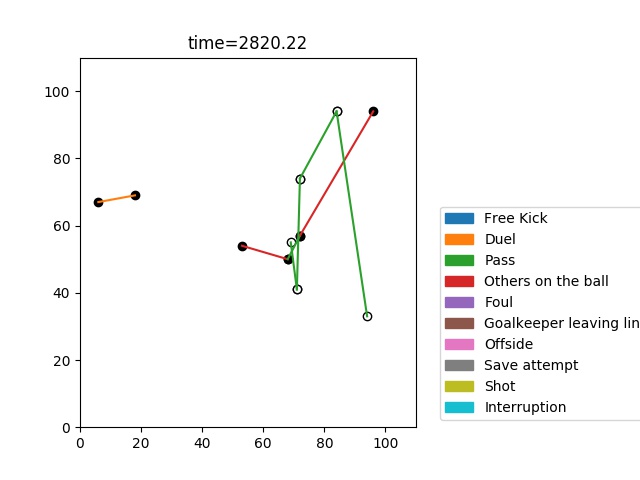 time=2820.22
100
80
60
40
20
0
0 20 40 60 80 100
Free Kick
Duel
Pass
Others on the ball
Foul
Goalkeeper leaving lin
Offside
Save attempt
Shot
Interruption